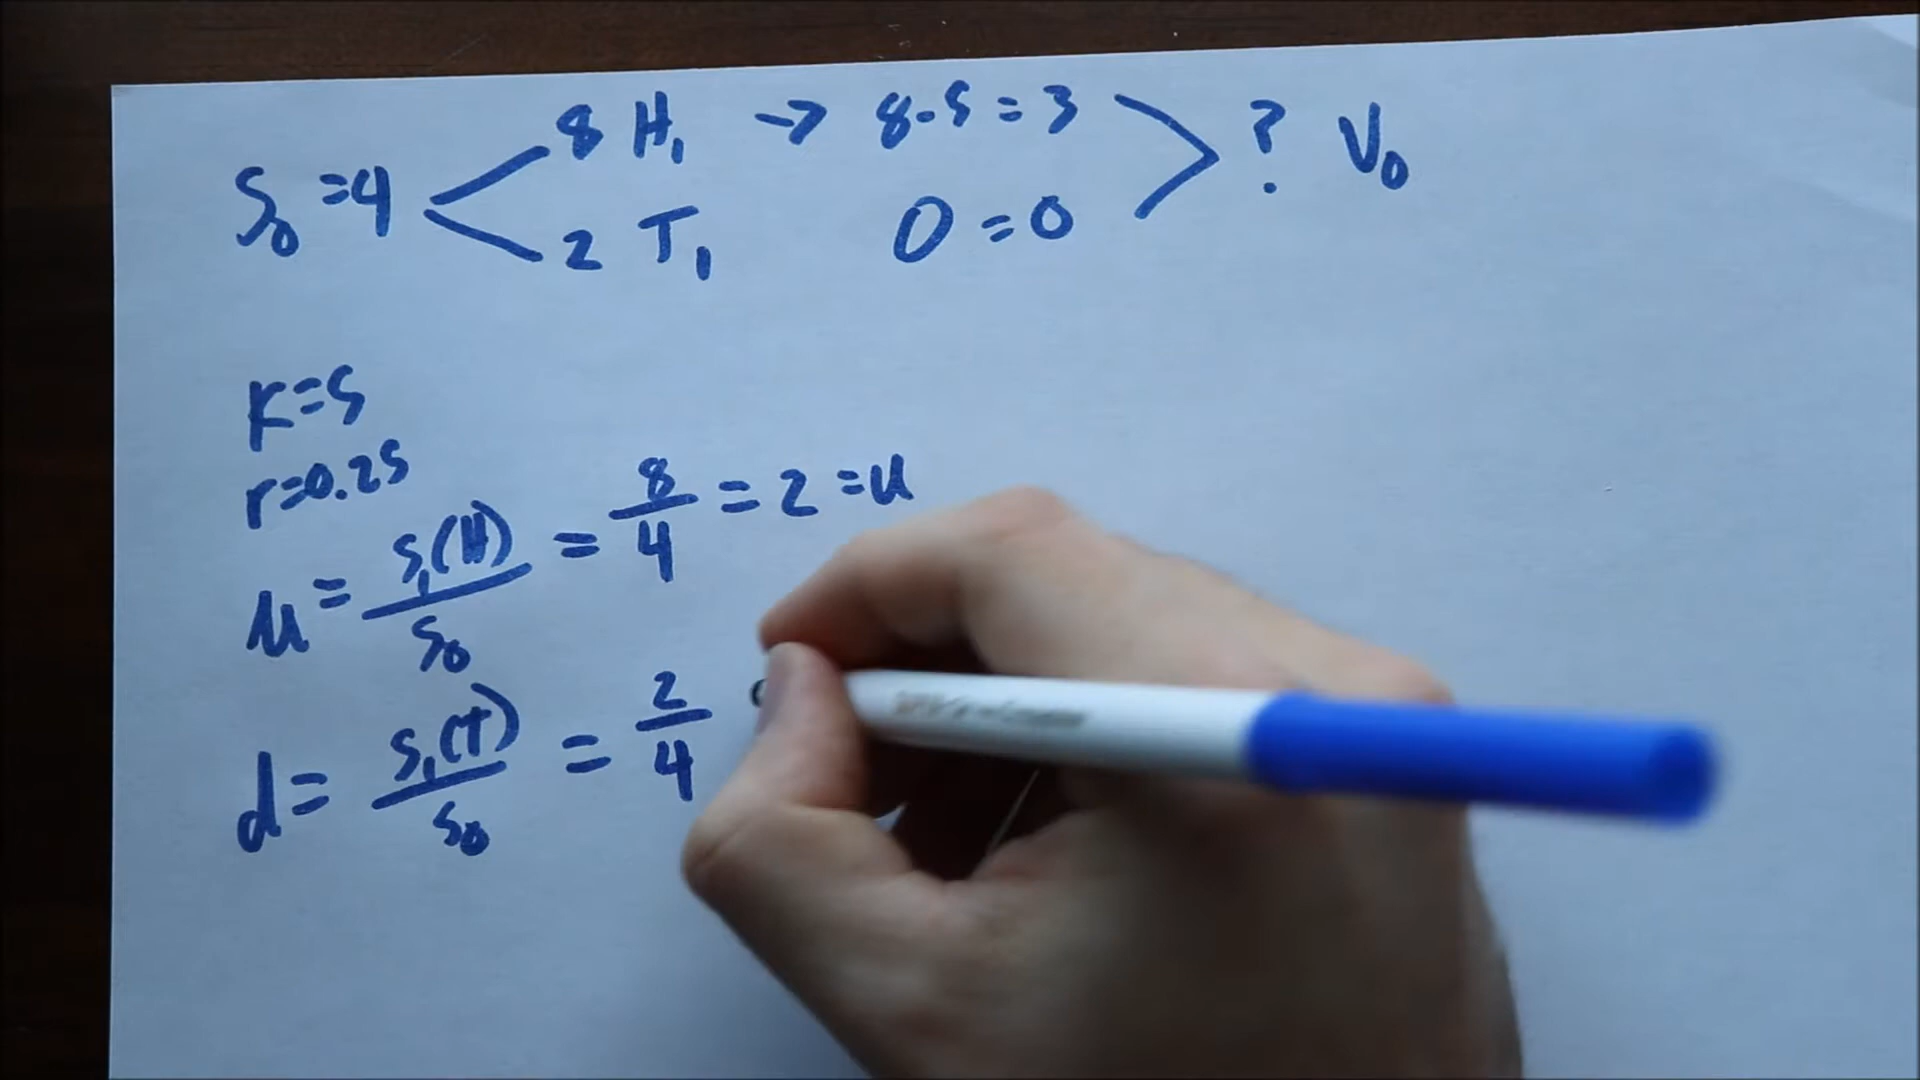 S₀ = 4 < 8 H₁ → 8 - 5 = 3 > ? V₀
2 T₁ 0 = 0
K = 5
r = 0.25
u = S₁(H) / S₀ = 8 / 4 = 2 = u
d = S₁(T) / S₀ = 2 / 4